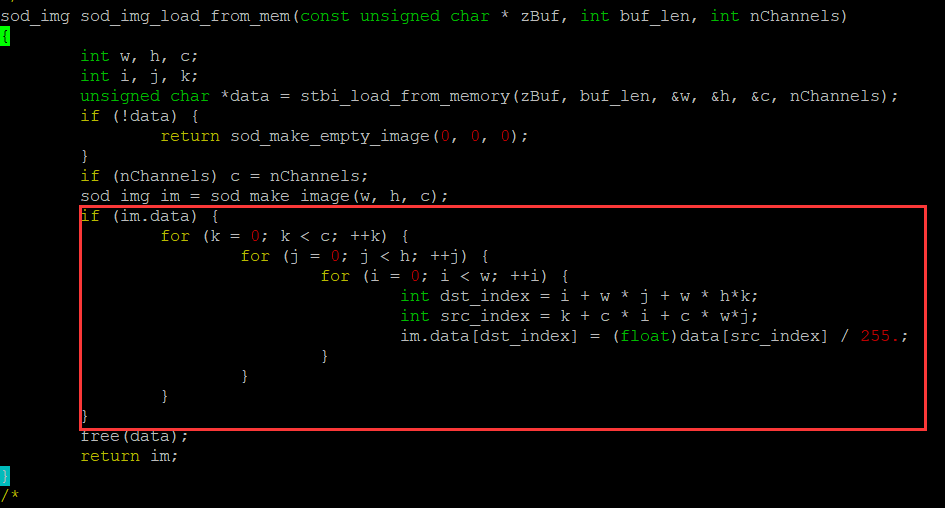 sod_img sod_img_load_from_mem(const unsigned char * zBuf, int buf_len, int nChannels)
{
int w, h, c;
int i, j, k;
unsigned char *data = stbi_load_from_memory(zBuf, buf_len, &w, &h, &c, nChannels);
if (!data) {
return sod_make_empty_image(0, 0, 0);
}
if (nChannels) c = nChannels;
sod_img im = sod_make_image(w, h, c);
if (im.data) {
for (k = 0; k < c; ++k) {
for (j = 0; j < h; ++j) {
for (i = 0; i < w; ++i) {
int dst_index = i + w * j + w * h*k;
int src_index = k + c * i + c * w*j;
im.data[dst_index] = (float)data[src_index] / 255.;
}
}
}
}
free(data);
return im;
}
/*